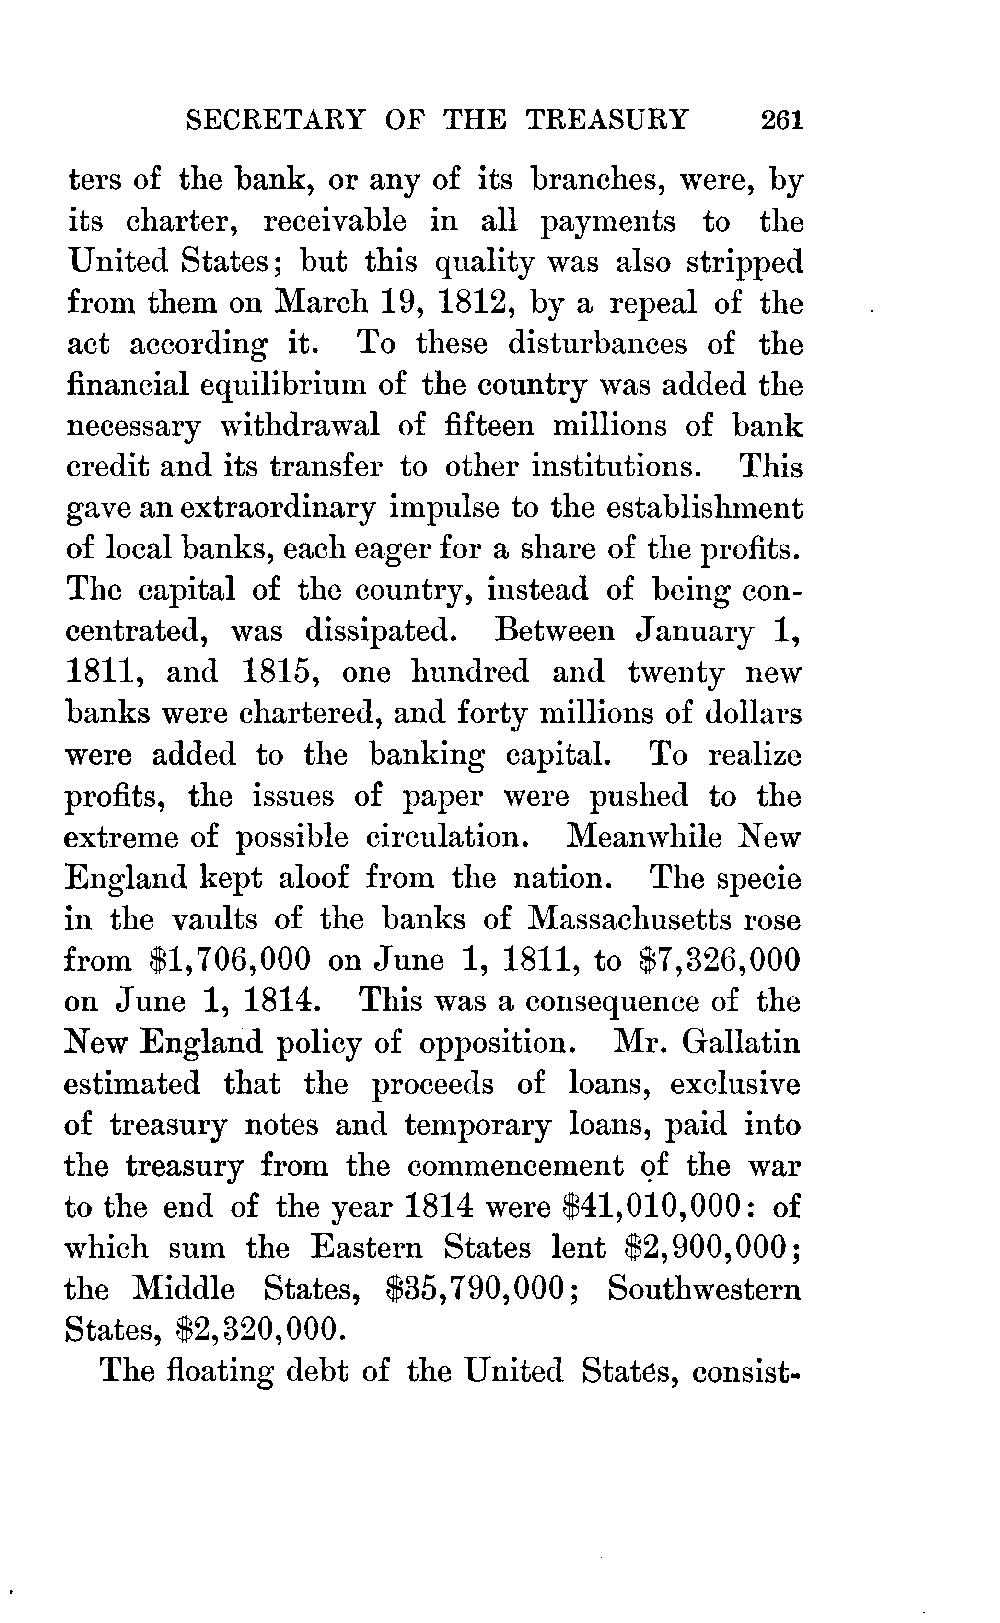 SECRETARY OF THE TREASURY 261
ters of the bank, or any of its branches, were, by
its charter, receivable in all payments to the
United States; but this quality was also stripped
from them on March 19, 1812, by a repeal of the
act according it. To these disturbances of the
financial equilibrium of the country was added the
necessary withdrawal of fifteen millions of bank
credit and its transfer to other institutions. This
gave an extraordinary impulse to the establishment
of local banks, each eager for a share of the profits.
The capital of the country, instead of being con-
centrated, was dissipated. Between January 1,
1811, and 1815, one hundred and twenty new
banks were chartered, and forty millions of dollars
were added to the banking capital. To realize
profits, the issues of paper were pushed to the
extreme of possible circulation. Meanwhile New
England kept aloof from the nation. The specie
in the vaults of the banks of Massachusetts rose
from $1,706,000 on June 1, 1811, to $7,326,000
on June 1, 1814. This was a consequence of the
New England policy of opposition. Mr. Gallatin
estimated that the proceeds of loans, exclusive
of treasury notes and temporary loans, paid into
the treasury from the commencement of the war
to the end of the year 1814 were $41,010,000: of
which sum the Eastern States lent $2,900,000;
the Middle States, $35,790,000; Southwestern
States, $2,320,000.
The floating debt of the United States, consist-